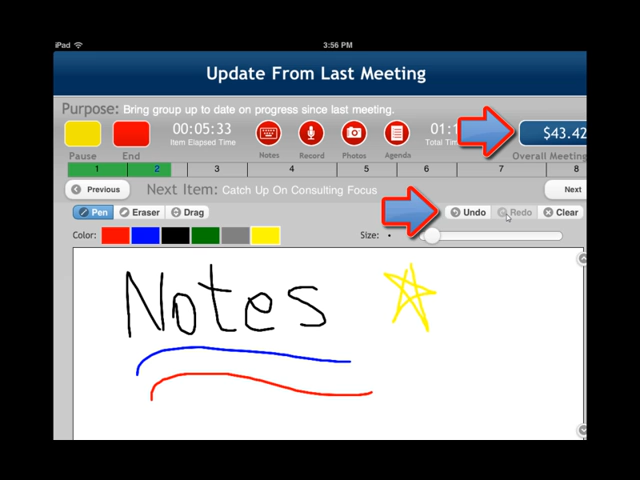 iPad 3:56 PM
Update From Last Meeting
Purpose: Bring group up to date on progress since last meeting.
00:05:33 01:1 $43.42
Item Elapsed Time Total Time
Pause End Notes Record Photos Agenda Overall Meeting
1 2 3 4 5 6 7 8
Previous Next Item: Catch Up On Consulting Focus Next
Pen Eraser Drag Undo Redo Clear
Color: Size:
Notes